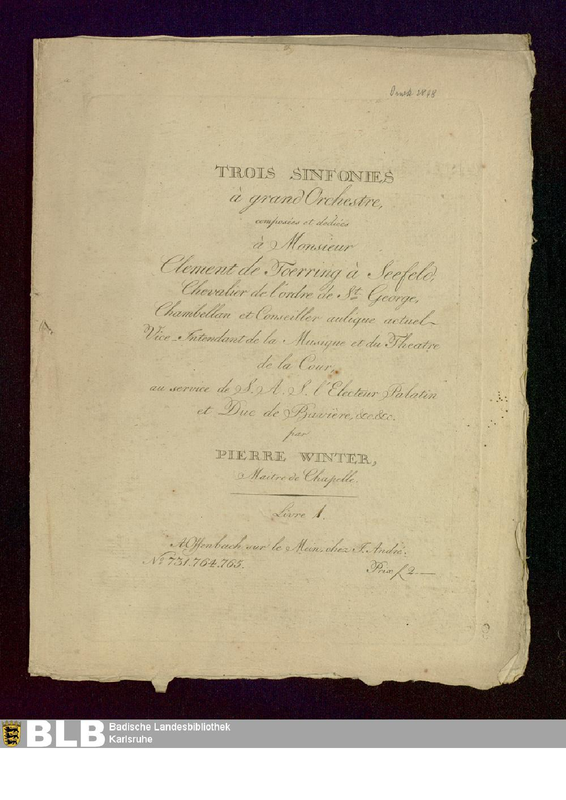 TROIS SINFONIES
à grand Orchestre,
composées et dediées
à Monsieur
Clement de Toerring à Seefeld,
Chevalier de l'ordre de St. George,
Chambellan et Conseiller aulique actuel
Vice-Intendant de la Musique et du Theatre
de la Cour
au service de S. A. S. l'Electeur Palatin
et Duc de Baviere, &c &c.
par
PIERRE WINTER,
Maitre de Chapelle.
Livre 1.
A Offenbach sur le Mein, chez J. André.
No 731.764.765.
Prix f 2
BLB
Badische Landesbibliothek
Karlsruhe